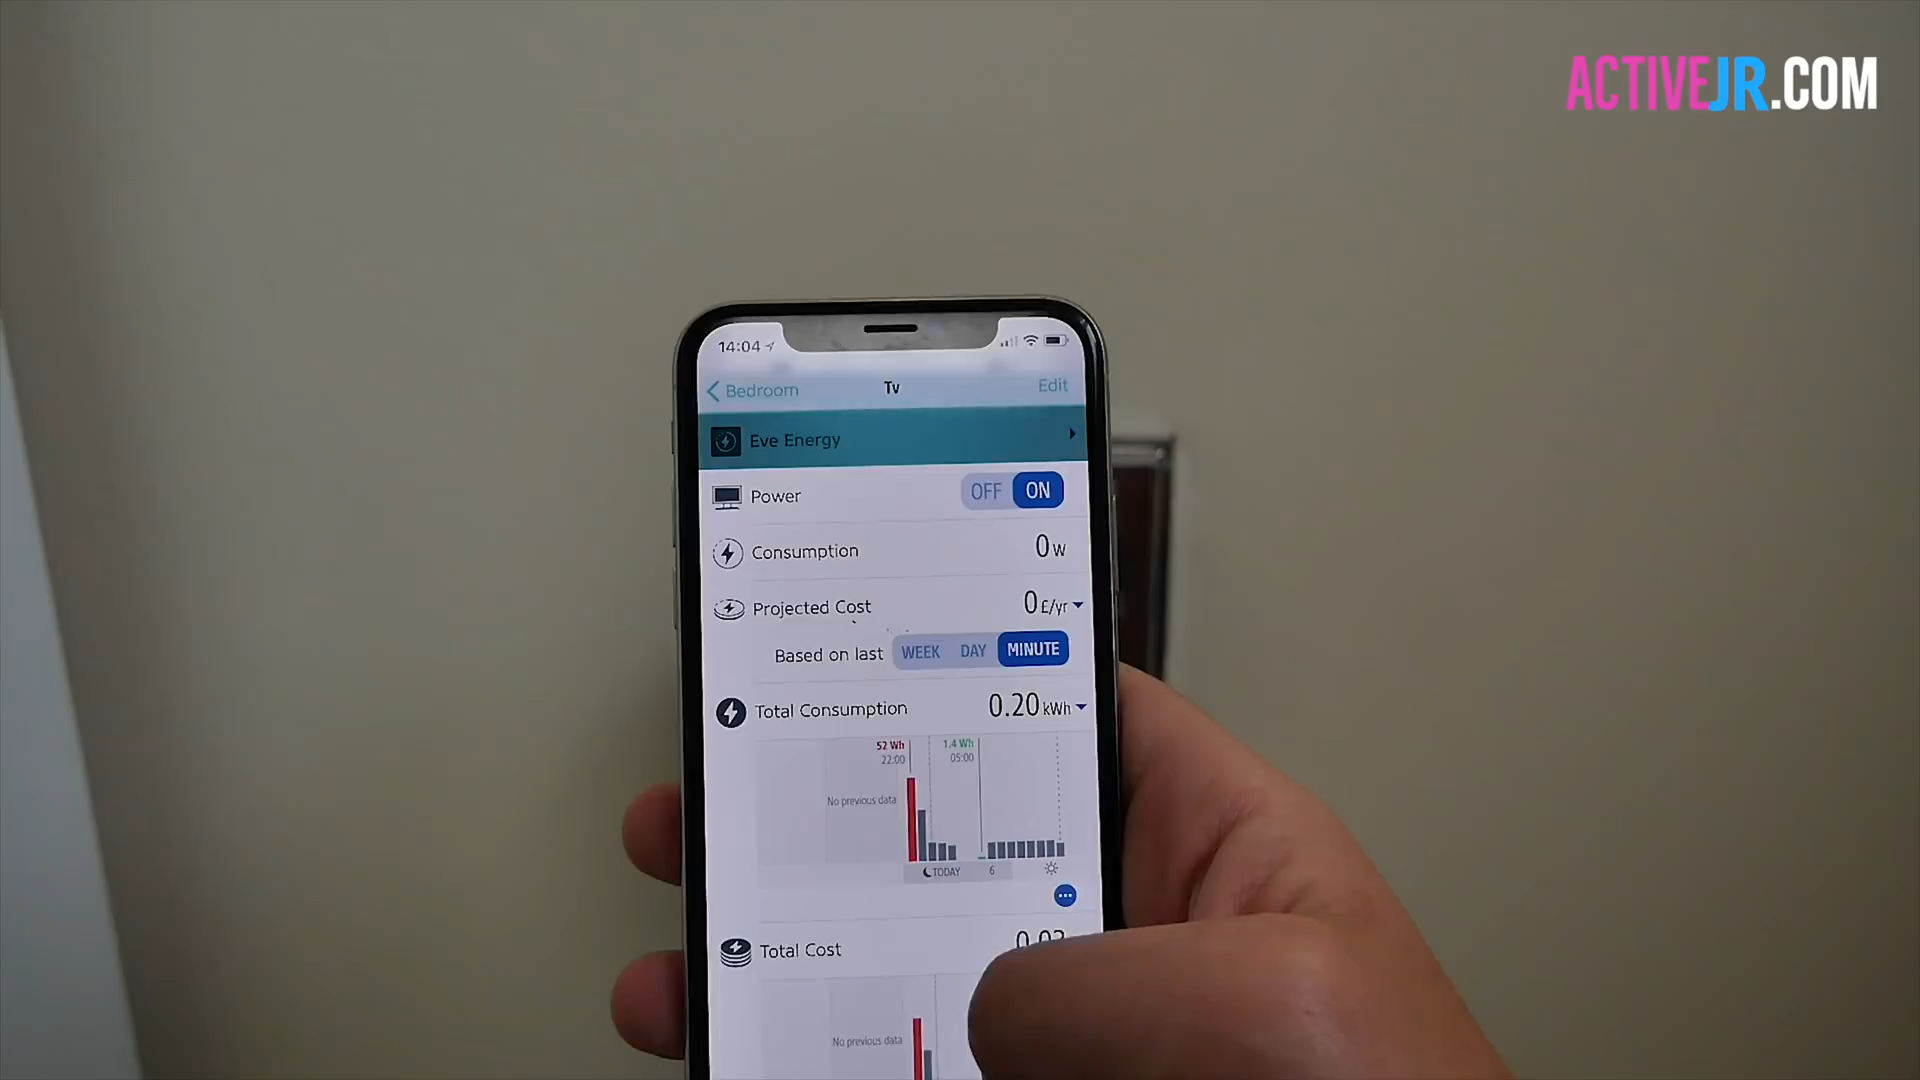 ACTIVEJR.COM
14:04
Bedroom
Tv
Edit
Eve Energy
Power
OFF ON
Consumption
0 W
Projected Cost
0 £/yr
Based on last
WEEK DAY MINUTE
Total Consumption
0.20 kWh
52 Wh
22:00
1.4 Wh
05:00
No previous data
TODAY
6
Total Cost
No previous data